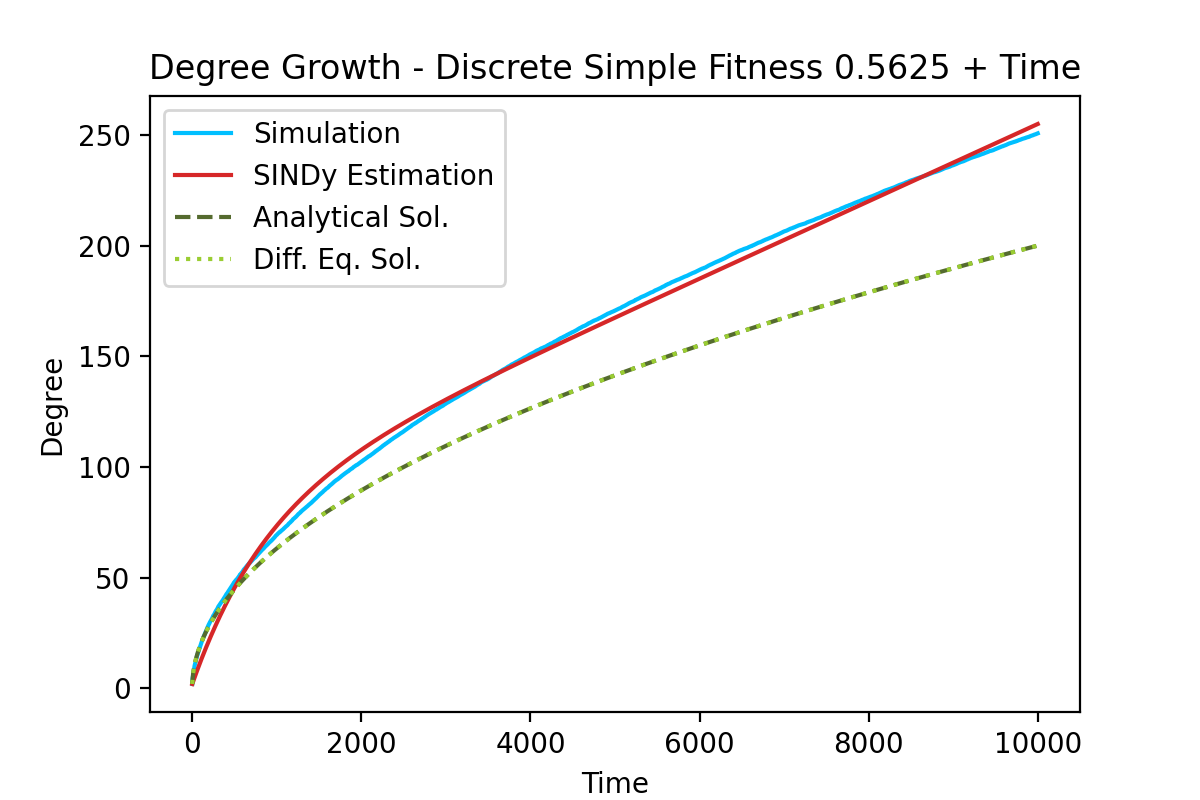 Degree Growth - Discrete Simple Fitness 0.5625 + Time
Simulation
SINDy Estimation
Analytical Sol.
Diff. Eq. Sol.
250
200
150
100
50
0
Degree
0 2000 4000 6000 8000 10000
Time